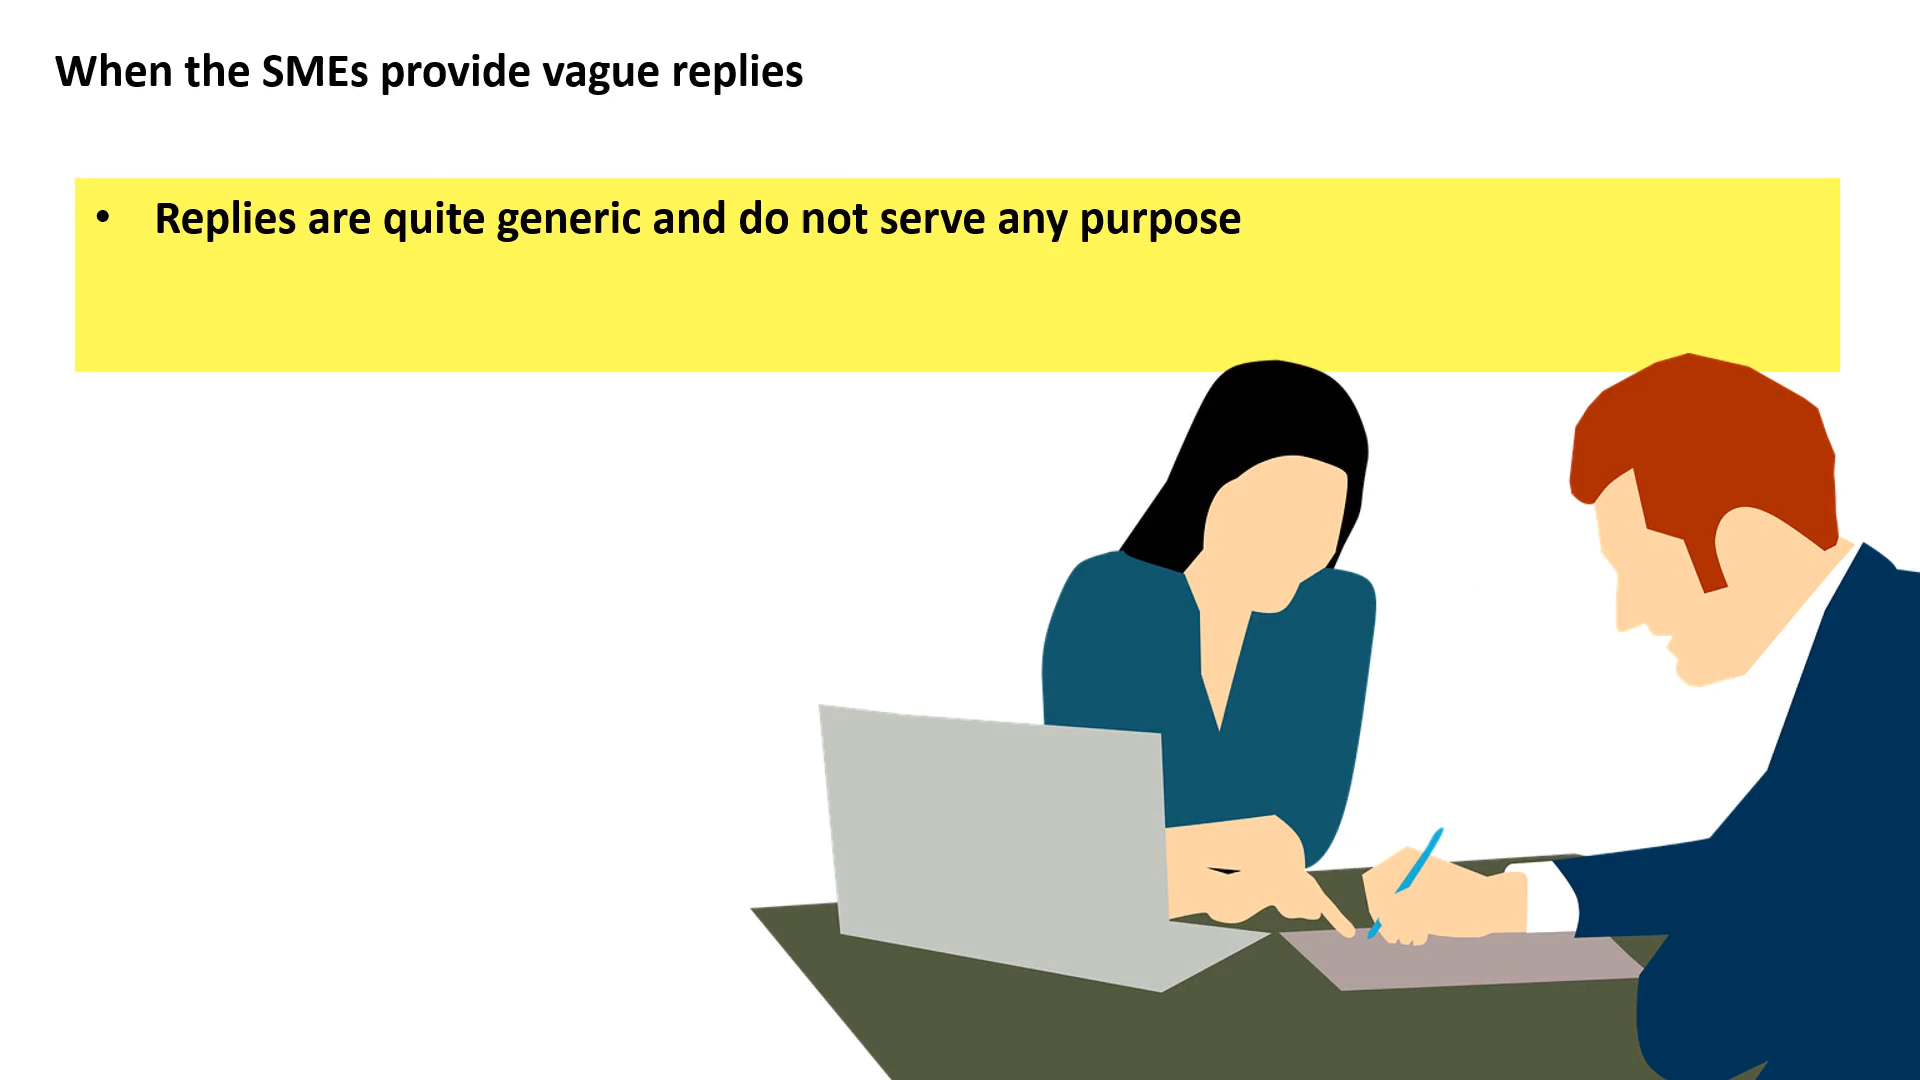 When the SMEs provide vague replies
• Replies are quite generic and do not serve any purpose